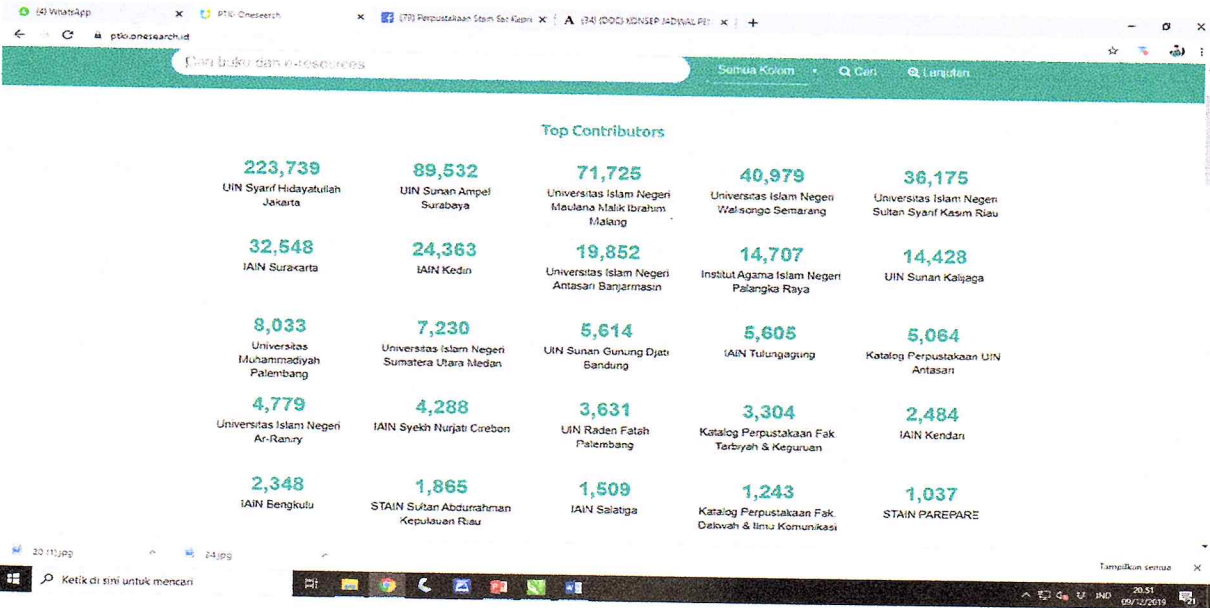 (4) WhatsApp
PTKI Onesearch
(79) Perpustakaan Stain Sar Kepri
(34) (DOC) KONSEP JADWAL PET
ptki.onesearch.id
Cari buku dan e-resources
Semua Kolom
Cari
Lanjutan
Top Contributors
223,739
UIN Syarif Hidayatullah
Jakarta
89,532
UIN Sunan Ampel
Surabaya
71,725
Universitas Islam Negeri
Maulana Malik Ibrahim
Malang
40,979
Universitas Islam Negeri
Walisongo Semarang
36,175
Universitas Islam Negeri
Sultan Syarif Kasim Riau
32,548
IAIN Surakarta
24,363
IAIN Kediri
19,852
Universitas Islam Negeri
Antasari Banjarmasin
14,707
Institut Agama Islam Negeri
Palangka Raya
14,428
UIN Sunan Kalijaga
8,033
Universitas
Muhammadiyah
Palembang
7,230
Universitas Islam Negeri
Sumatera Utara Medan
5,614
UIN Sunan Gunung Djati
Bandung
5,605
IAIN Tulungagung
5,064
Katalog Perpustakaan UIN
Antasari
4,779
Universitas Islam Negeri
Ar-Raniry
4,288
IAIN Syekh Nurjati Cirebon
3,631
UIN Raden Fatah
Palembang
3,304
Katalog Perpustakaan Fak.
Tarbiyah & Keguruan
2,484
IAIN Kendari
2,348
IAIN Bengkulu
1,865
STAIN Sultan Abdurrahman
Kepulauan Riau
1,509
IAIN Salatiga
1,243
Katalog Perpustakaan Fak.
Dakwah & Ilmu Komunikasi
1,037
STAIN PAREPARE
20 (1).jpg
24.jpg
Tampilkan semua
Ketik di sini untuk mencari
IND
20.51
09/12/2019
21